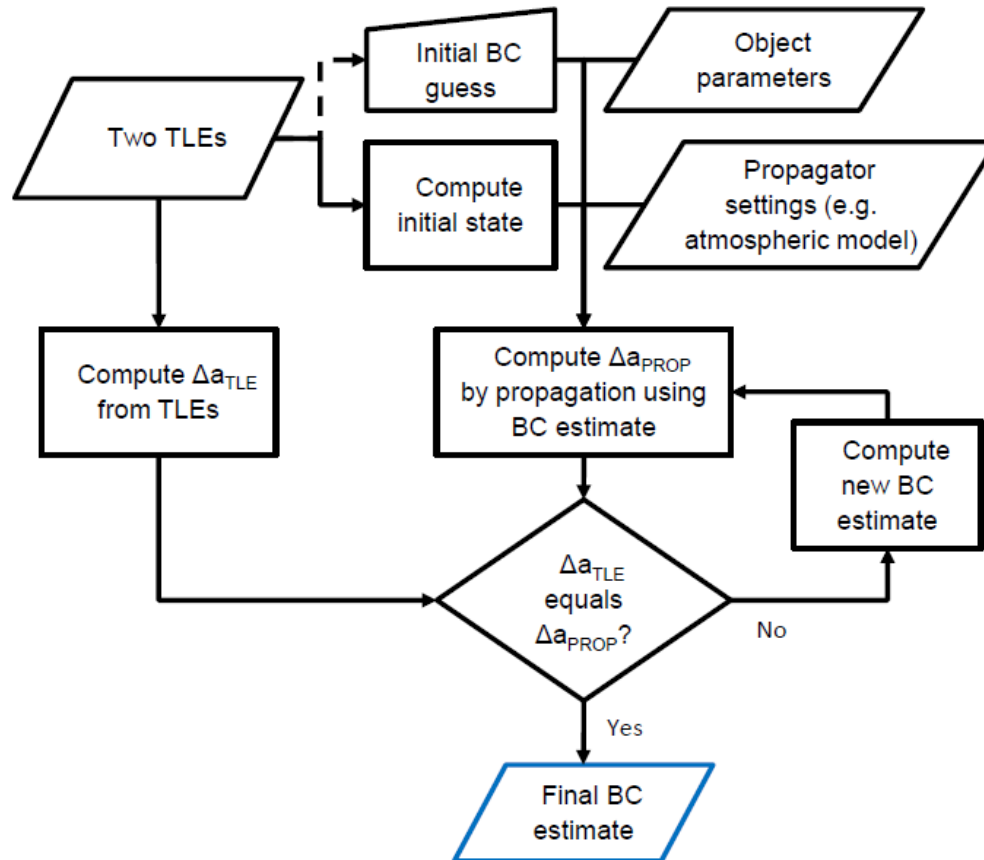 Initial BC
guess
Object
parameters
Two TLEs
Compute
initial state
Propagator
settings (e.g.
atmospheric model)
Compute Δa_TLE
from TLEs
Compute Δa_PROP
by propagation using
BC estimate
Compute
new BC
estimate
Δa_TLE
equals
Δa_PROP?
No
Yes
Final BC
estimate